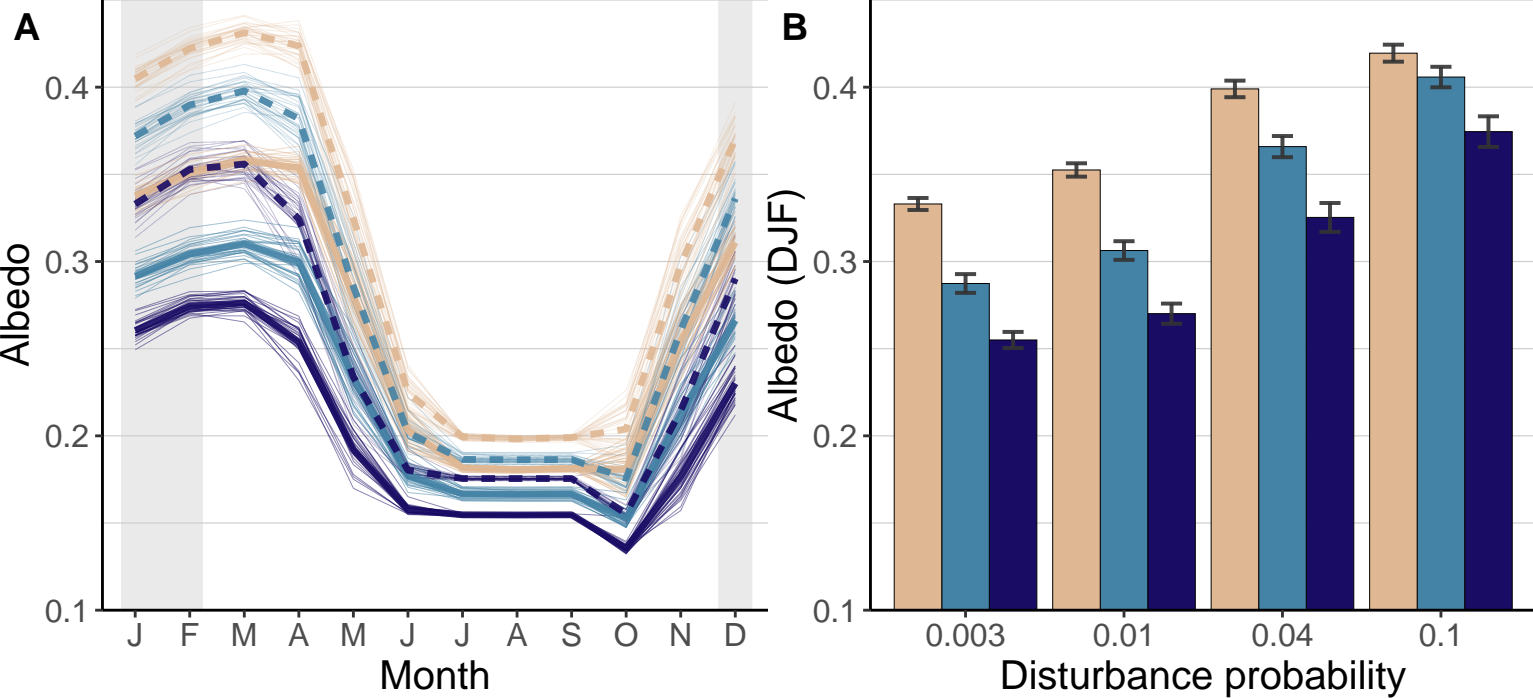 A
Albedo
0.4
0.3
0.2
0.1
J F M A M J J A S O N D
Month
B
Albedo (DJF)
0.4
0.3
0.2
0.1
0.003 0.01 0.04 0.1
Disturbance probability